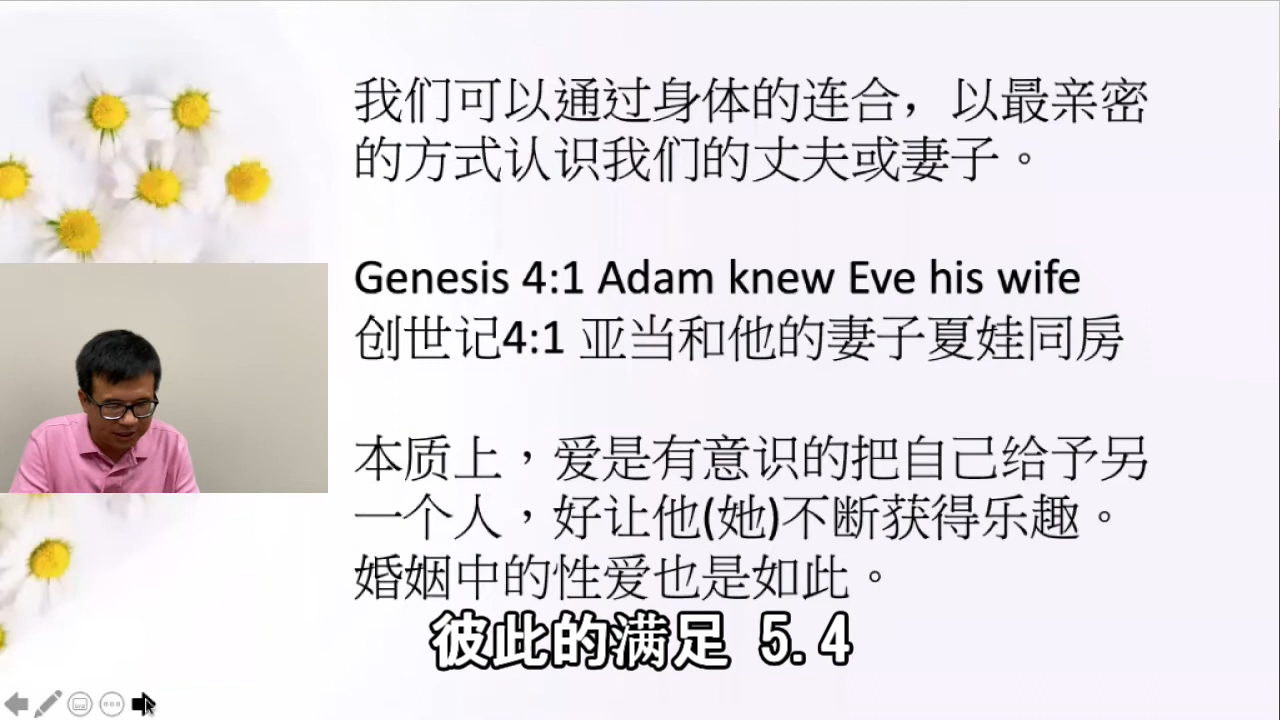 我们可以通过身体的连合，以最亲密
的方式认识我们的丈夫或妻子。
Genesis 4:1 Adam knew Eve his wife
创世记4:1 亚当和他的妻子夏娃同房
本质上，爱是有意识的把自己给予另
一个人，好让他(她)不断获得乐趣。
婚姻中的性爱也是如此。
彼此的满足 5.4